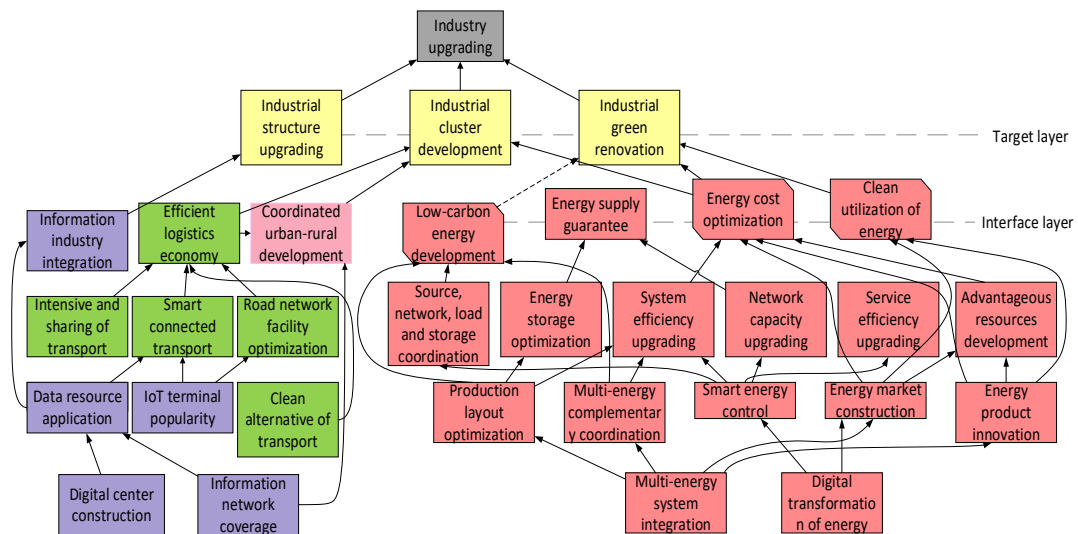 Industry
upgrading
Industrial
structure
upgrading
Industrial
cluster
development
Industrial
green
renovation
Target layer
Information
industry
integration
Efficient
logistics
economy
Coordinated
urban-rural
development
Low-carbon
energy
development
Energy supply
guarantee
Energy cost
optimization
Clean
utilization of
energy
Interface layer
Intensive and
sharing of
transport
Smart
connected
transport
Road network
facility
optimization
Source,
network, load
and storage
coordination
Energy
storage
optimization
System
efficiency
upgrading
Network
capacity
upgrading
Service
efficiency
upgrading
Advantageous
resources
development
Data resource
application
IoT terminal
popularity
Clean
alternative of
transport
Production
layout
optimization
Multi-energy
complementar
y coordination
Smart energy
control
Energy market
construction
Energy
product
innovation
Digital center
construction
Information
network
coverage
Multi-energy
system
integration
Digital
transformatio
n of energy